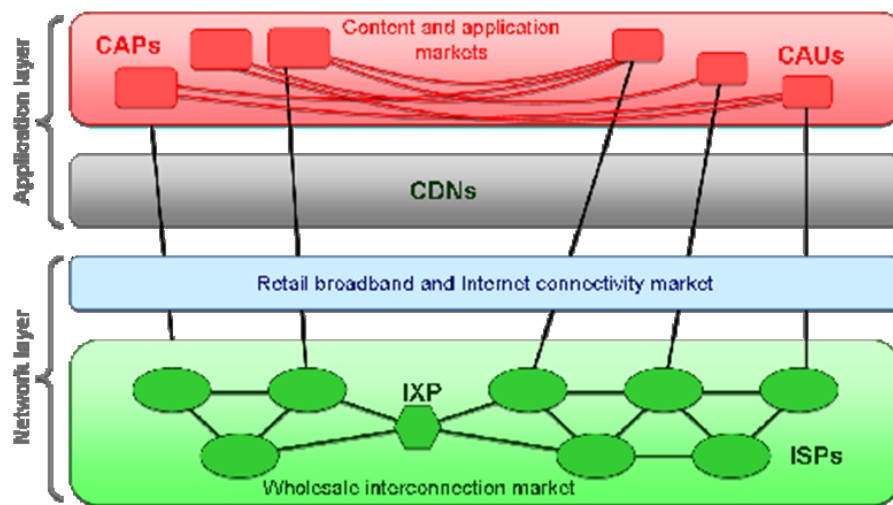 Application layer
CAPs
Content and application
markets
CAUs
CDNs
Network layer
Retail broadband and Internet connectivity market
IXP
ISPs
Wholesale interconnection market